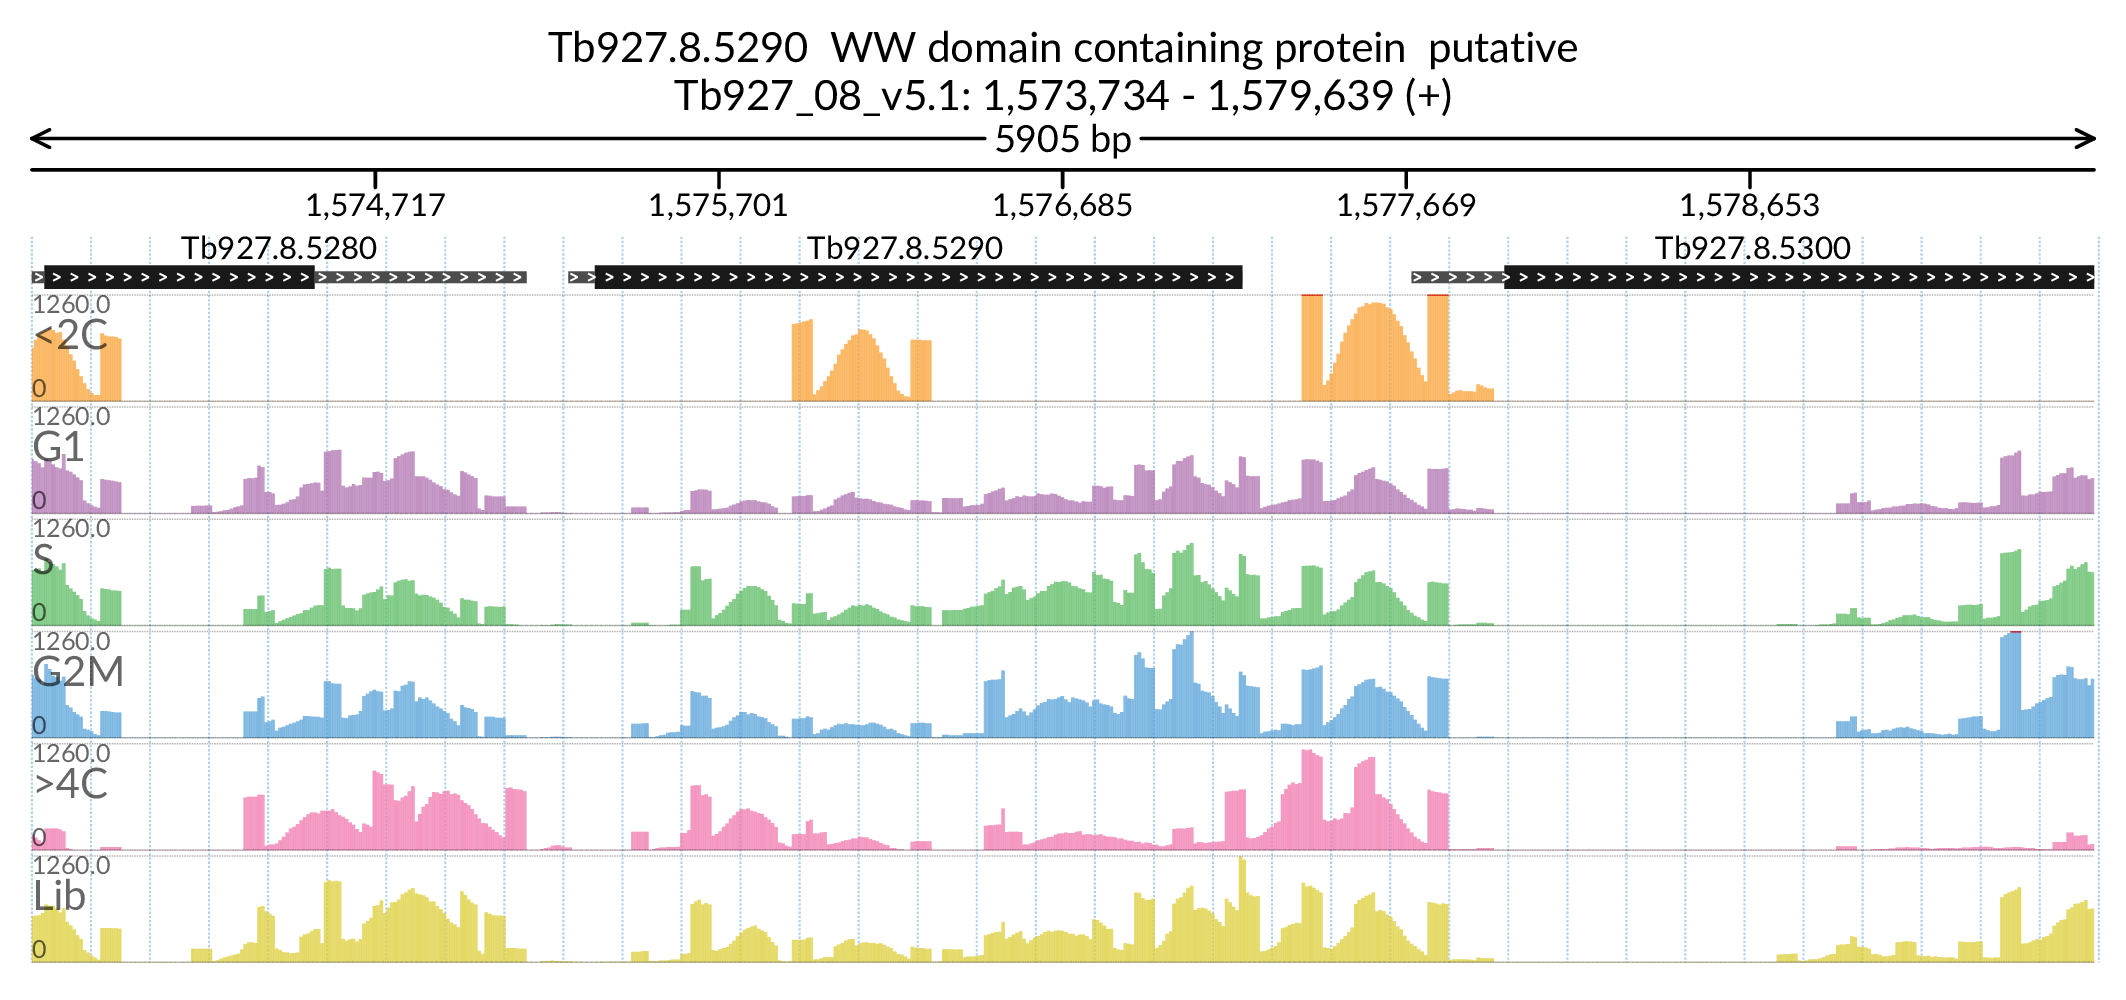 Tb927.8.5290  WW domain containing protein  putative
Tb927_08_v5.1: 1,573,734 - 1,579,639 (+)
5905 bp
1,574,717 1,575,701 1,576,685 1,577,669 1,578,653
Tb927.8.5280 Tb927.8.5290 Tb927.8.5300
1260.0
<2C
0
1260.0
G1
0
1260.0
S
0
1260.0
G2M
0
1260.0
>4C
0
1260.0
Lib
0